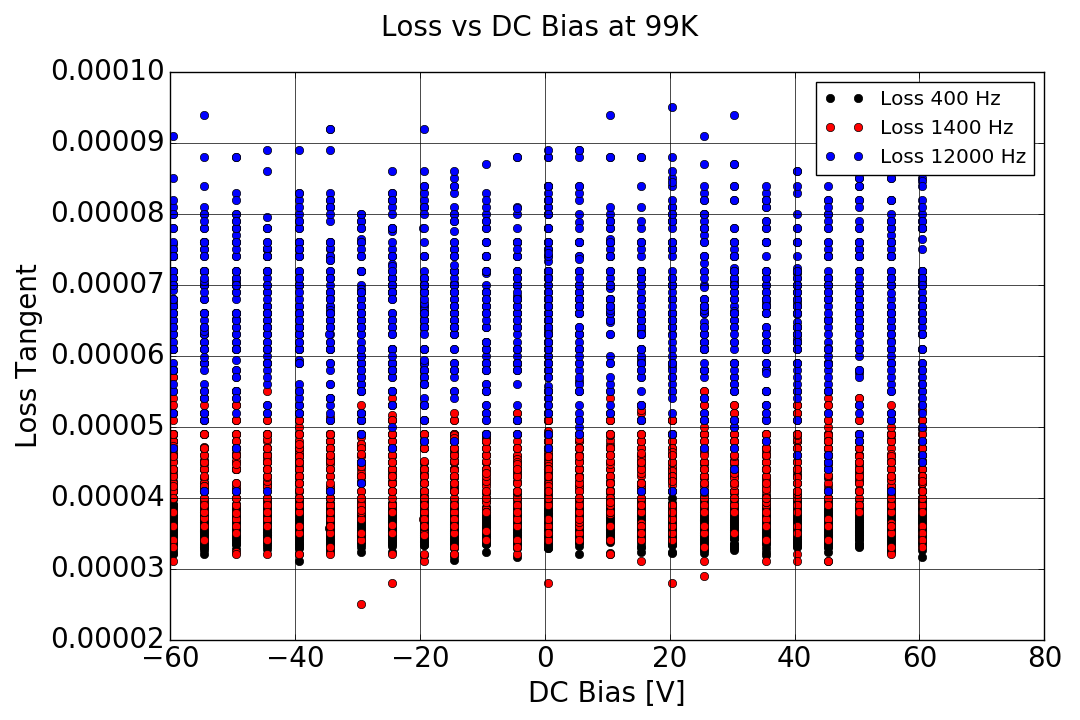 Loss vs DC Bias at 99K
0.00010
0.00009
0.00008
0.00007
0.00006
0.00005
0.00004
0.00003
0.00002
Loss Tangent
Loss 400 Hz
Loss 1400 Hz
Loss 12000 Hz
−60 −40 −20 0 20 40 60 80
DC Bias [V]